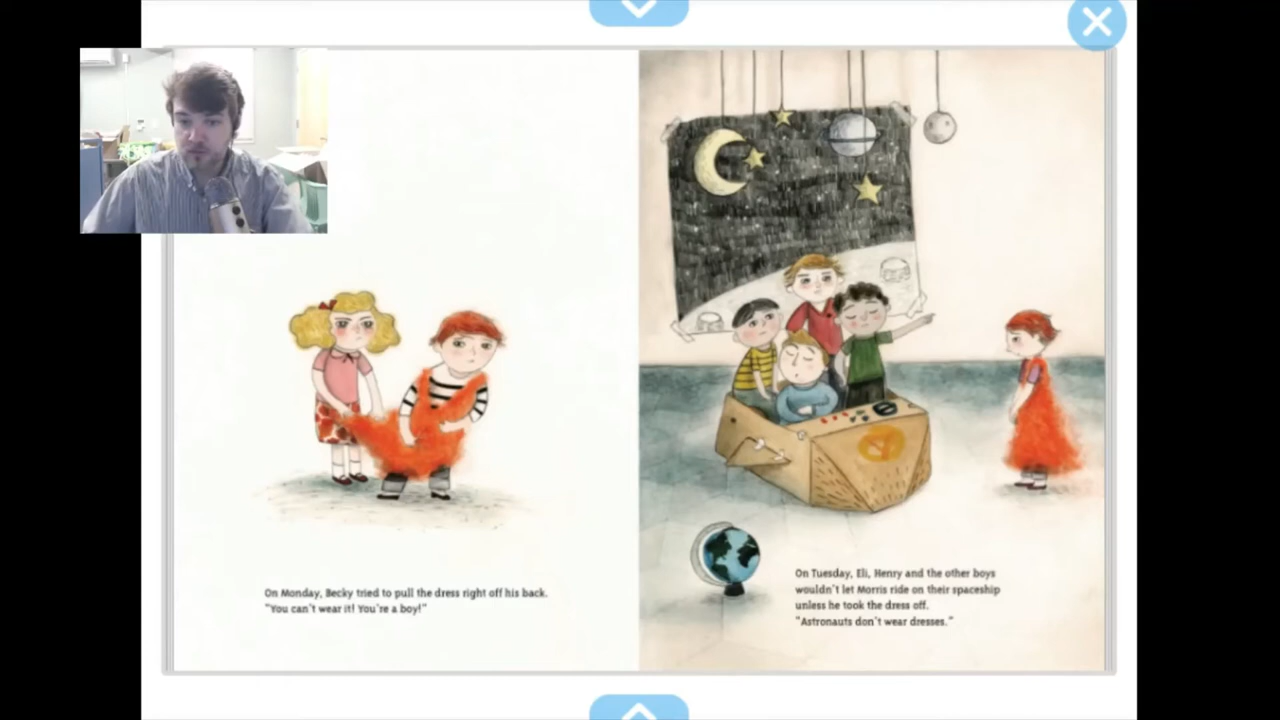 On Monday, Becky tried to pull the dress right off his back.
"You can't wear it! You're a boy!"
On Tuesday, Eli, Henry and the other boys
wouldn't let Morris ride on their spaceship
unless he took the dress off.
"Astronauts don't wear dresses."